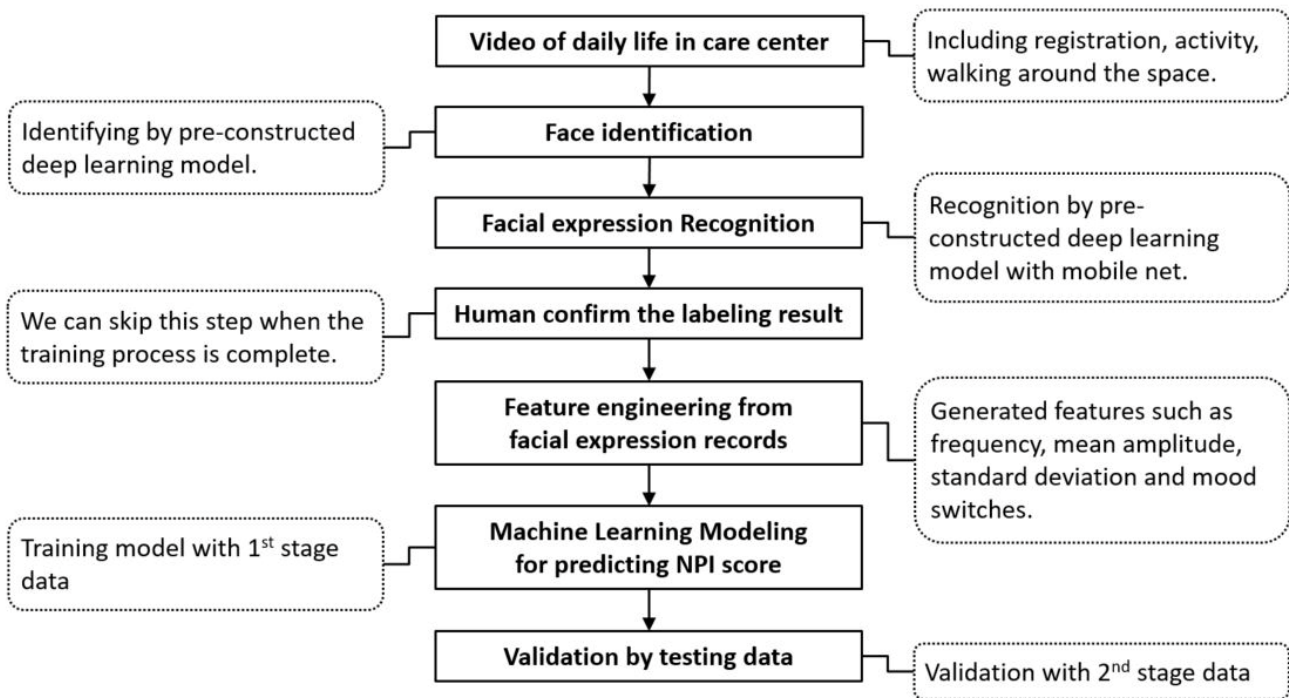 Video of daily life in care center
Including registration, activity,
walking around the space.
Identifying by pre-constructed
deep learning model.
Face identification
Facial expression Recognition
Recognition by pre-
constructed deep learning
model with mobile net.
We can skip this step when the
training process is complete.
Human confirm the labeling result
Feature engineering from
facial expression records
Generated features such as
frequency, mean amplitude,
standard deviation and mood
switches.
Training model with 1st stage
data
Machine Learning Modeling
for predicting NPI score
Validation by testing data
Validation with 2nd stage data